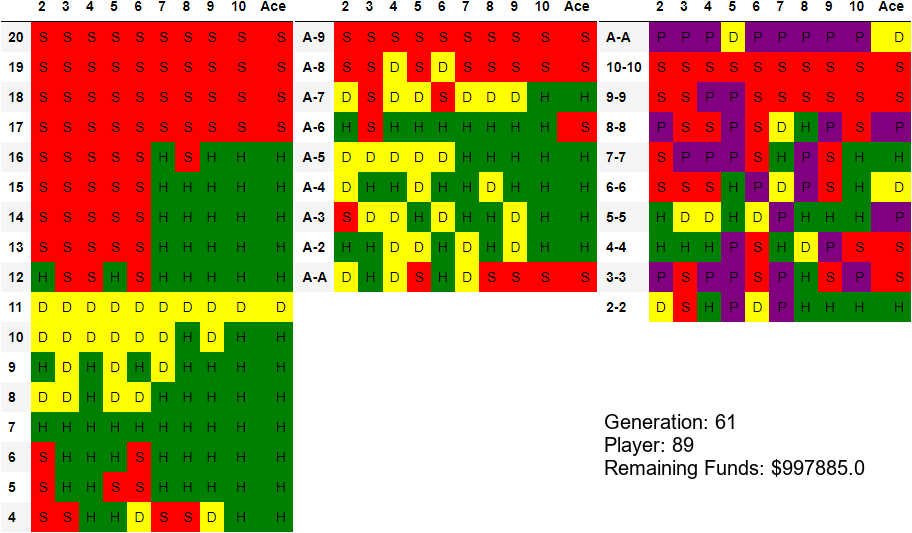 2 3 4 5 6 7 8 9 10 Ace
20 S S S S S S S S S S
19 S S S S S S S S S S
18 S S S S S S S S S S
17 S S S S S S S S S S
16 S S S S S H S H H H
15 S S S S S H H H H H
14 S S S S S H H H H H
13 S S S S S H H H H H
12 H S S H S H H H H H
11 D D D D D D D D D D
10 D D D D D D H D H H
9 H D H D H D H H H H
8 D D H D D H H H H H
7 H H H H H H H H H H
6 S H H H S H H H H H
5 S H H S S H H H H H
4 S S H H D S S D H H
2 3 4 5 6 7 8 9 10 Ace
A-9 S S S S S S S S S S
A-8 S S D S D S S S S S
A-7 D S D D S D D D H H
A-6 H S H H H H H H H S
A-5 D D D D D H H H H H
A-4 D H H D H H D H H H
A-3 S D D H D H H D H H
A-2 H H D D H D H D H H
A-A D H D S H D S S S S
2 3 4 5 6 7 8 9 10 Ace
A-A P P P D P P P P P D
10-10 S S S S S S S S S S
9-9 S S P P S S S S S S
8-8 P S S P S D H P S P
7-7 S P P P S H P S H H
6-6 S S S H P D P S H D
5-5 H D D H D P H H H P
4-4 H H H P S H D P S S
3-3 P S P P S P H S P S
2-2 D S H P D P H H H H
Generation: 61
Player: 89
Remaining Funds: $997885.0